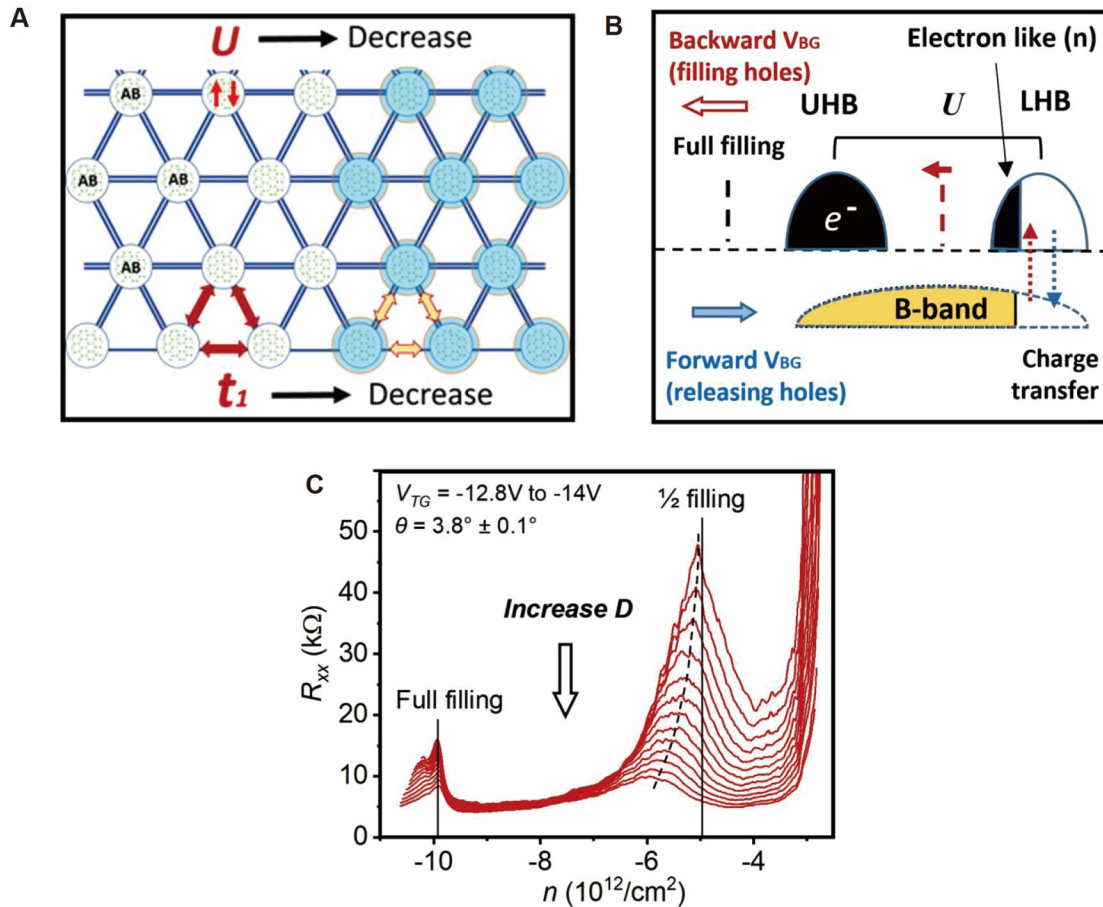 A
U → Decrease
AB
AB
AB
AB
t1 → Decrease
B
Backward VBG
(filling holes)
Electron like (n)
UHB
U
LHB
Full filling
e-
B-band
Forward VBG
(releasing holes)
Charge
transfer
C
VTG = -12.8V to -14V
θ = 3.8° ± 0.1°
½ filling
Increase D
Full filling
Rxx (kΩ)
50
40
30
20
10
0
-10
-8
-6
-4
n (10^12/cm^2)